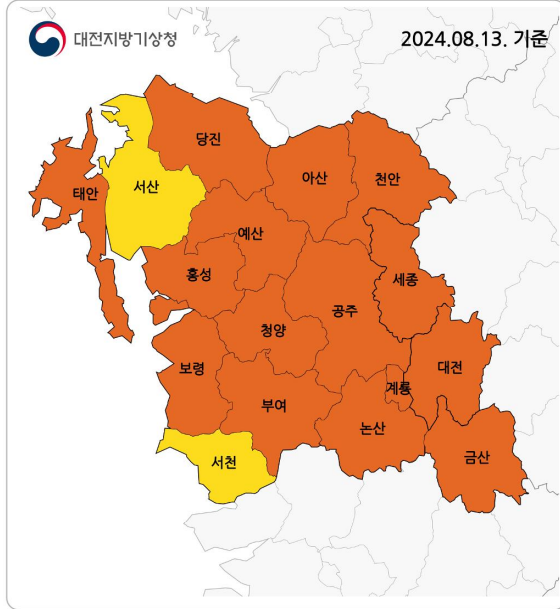 대전지방기상청
2024.08.13. 기준
당진
아산
천안
태안
서산
예산
홍성
세종
공주
청양
보령
대전
계룡
부여
논산
서천
금산